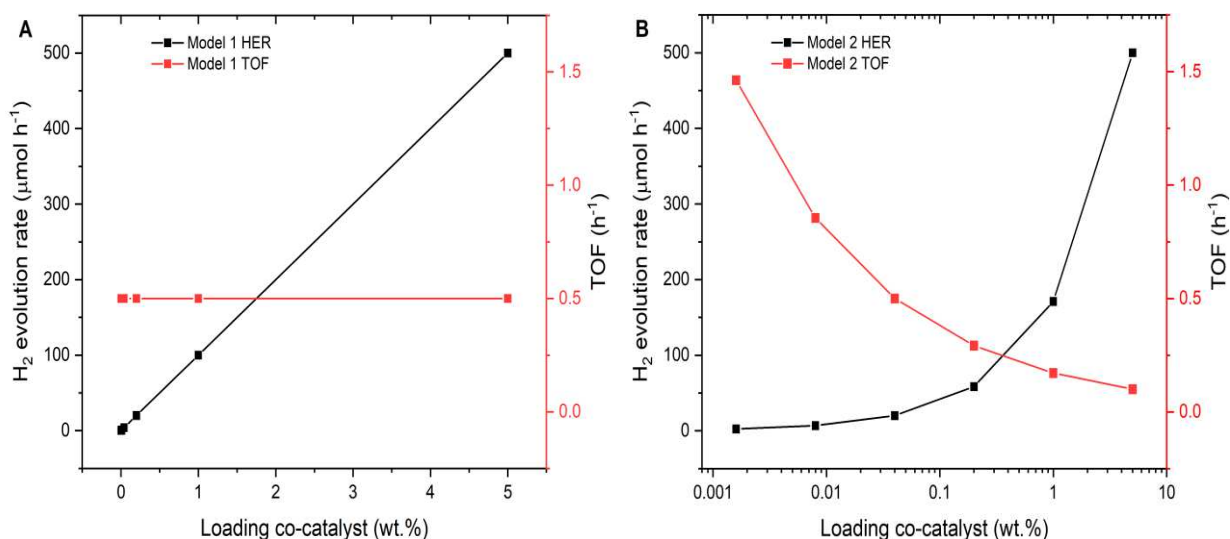 A
Model 1 HER
Model 1 TOF
H₂ evolution rate (μmol h⁻¹)
500
400
300
200
100
0
1.5
1.0
0.5
0.0
TOF (h⁻¹)
0 1 2 3 4 5
Loading co-catalyst (wt.%)
B
Model 2 HER
Model 2 TOF
H₂ evolution rate (μmol h⁻¹)
500
400
300
200
100
0
1.5
1.0
0.5
0.0
TOF (h⁻¹)
0.001 0.01 0.1 1 10
Loading co-catalyst (wt.%)